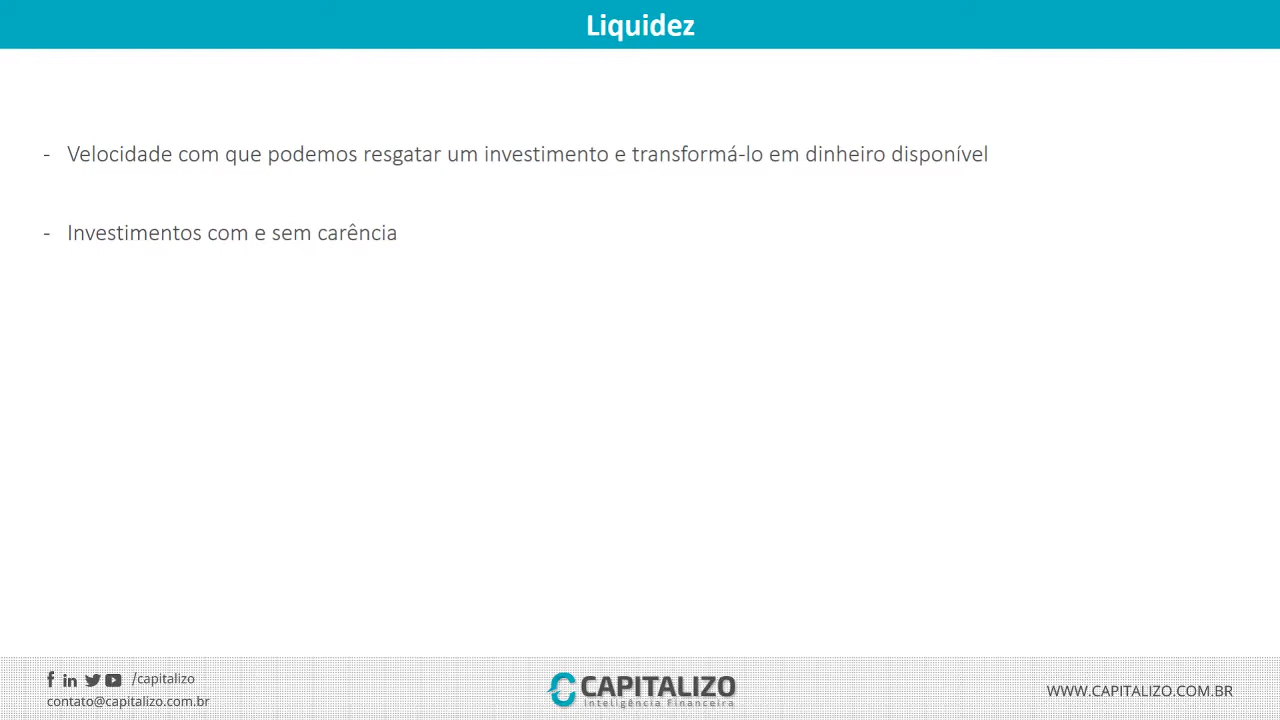 Liquidez
- Velocidade com que podemos resgatar um investimento e transformá-lo em dinheiro disponível
- Investimentos com e sem carência
/capitalizo
contato@capitalizo.com.br
CAPITALIZO
Inteligência Financeira
WWW.CAPITALIZO.COM.BR